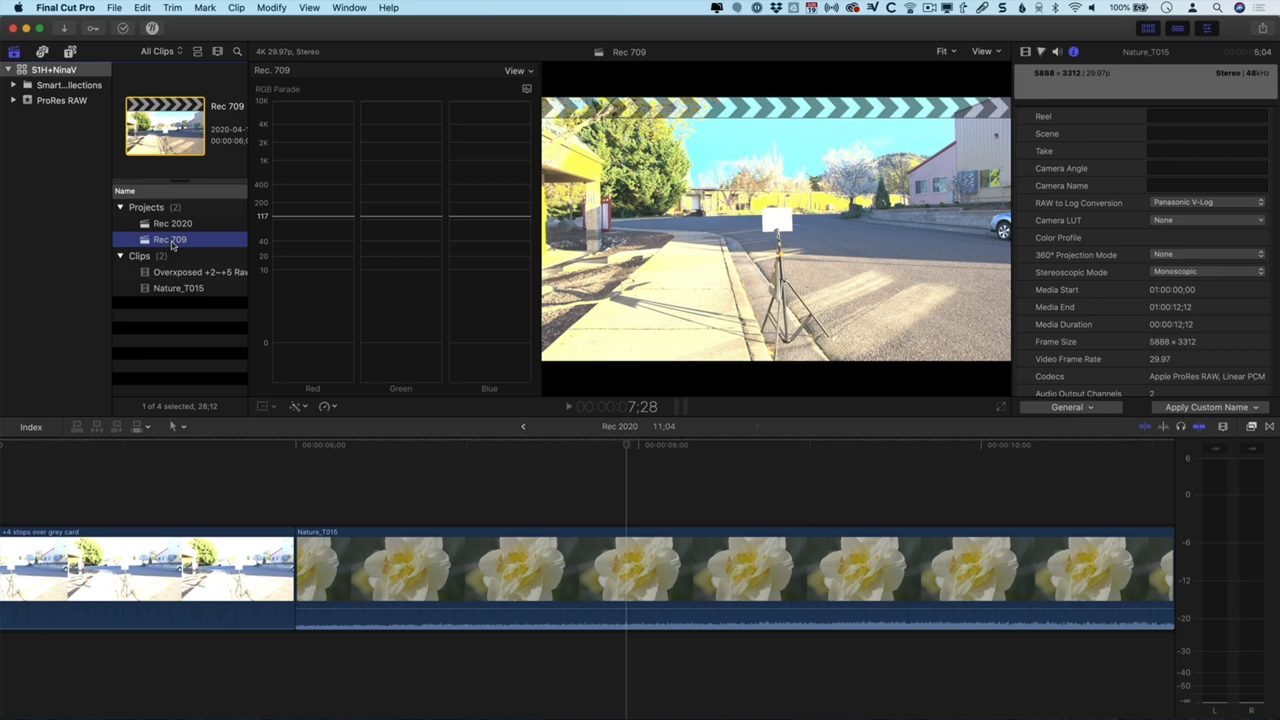 Final Cut Pro File Edit Trim Mark Clip Modify View Window Help
100%
All Clips
4K 29.97p, Stereo
Rec 709
Fit
View
Nature_T015
5;04
S1H+NinaV
Smart...llections
ProRes RAW
Rec 709
2020-04-1
00:00:06;
Rec. 709
View
RGB Parade
10K
4K
2K
1K
400
200
117
40
20
10
0
Red
Green
Blue
5888 × 3312 | 29.97p
Stereo | 48kHz
Name
Projects (2)
Rec 2020
Rec 709
Clips (2)
Overexposed +2~+5 Raw
Nature_T015
1 of 4 selected, 28;12
Reel
Scene
Take
Camera Angle
Camera Name
RAW to Log Conversion Panasonic V-Log
Camera LUT None
Color Profile
360° Projection Mode None
Stereoscopic Mode Monoscopic
Media Start 01:00:00;00
Media End 01:00:12;12
Media Duration 00:00:12;12
Frame Size 5888 × 3312
Video Frame Rate 29.97
Codecs Apple ProRes RAW, Linear PCM
Audio Output Channels 2
General
Apply Custom Name
00:00:00:7;28
Index
Rec 2020 11;04
00:00:06;00
00:00:08;00
00:00:10;00
+4 stops over grey card
Nature_T015
-∞ -∞
6
0
-6
-12
-20
-30
-40
-50
-∞
L R